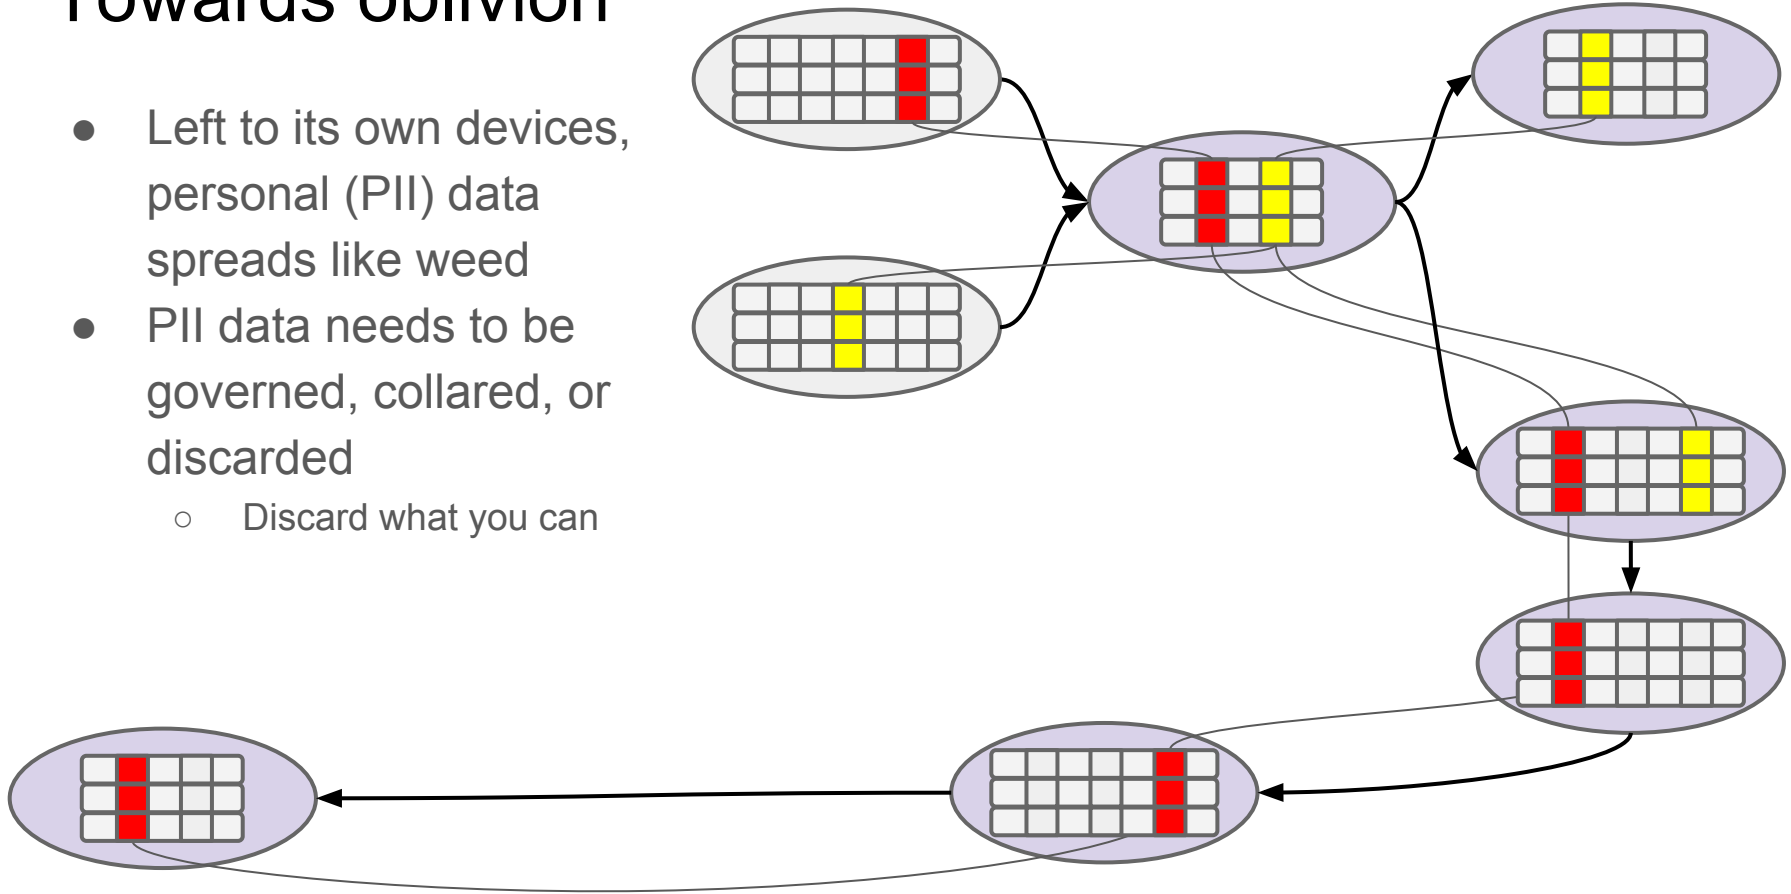 Towards oblivion
● Left to its own devices,
personal (PII) data
spreads like weed
● PII data needs to be
governed, collared, or
discarded
○ Discard what you can